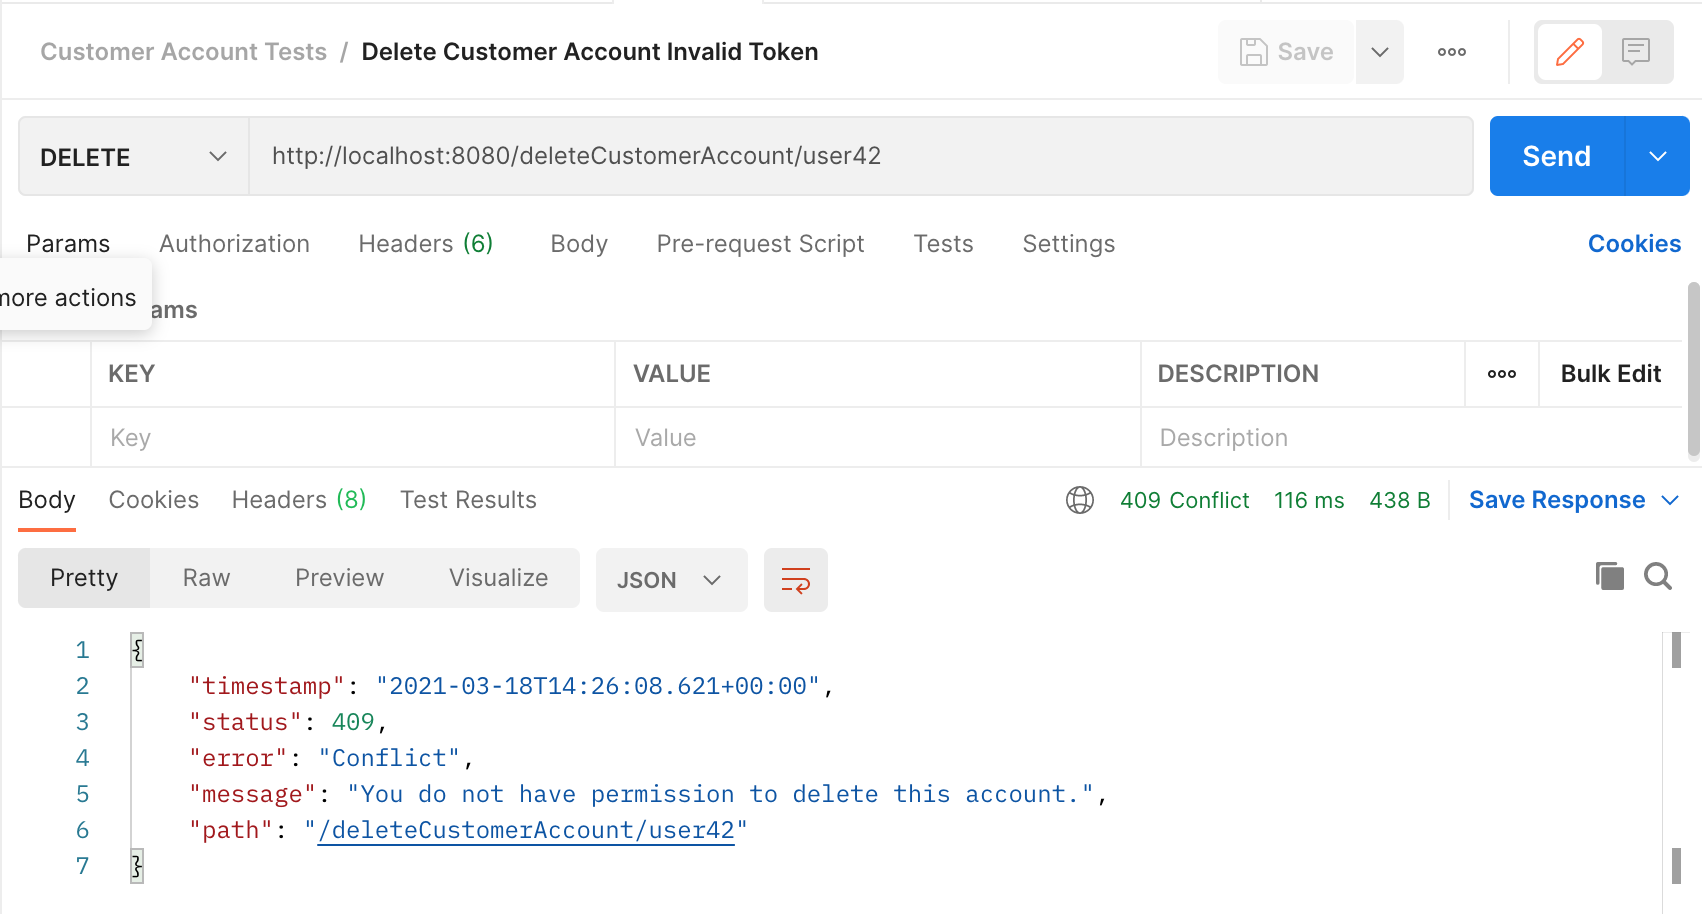 Customer Account Tests / Delete Customer Account Invalid Token
Save
DELETE
http://localhost:8080/deleteCustomerAccount/user42
Send
Params Authorization Headers (6) Body Pre-request Script Tests Settings Cookies
more actions
ams
KEY VALUE DESCRIPTION Bulk Edit
Key Value Description
Body Cookies Headers (8) Test Results 409 Conflict 116 ms 438 B Save Response
Pretty Raw Preview Visualize JSON
1 {
2 "timestamp": "2021-03-18T14:26:08.621+00:00",
3 "status": 409,
4 "error": "Conflict",
5 "message": "You do not have permission to delete this account.",
6 "path": "/deleteCustomerAccount/user42"
7 }